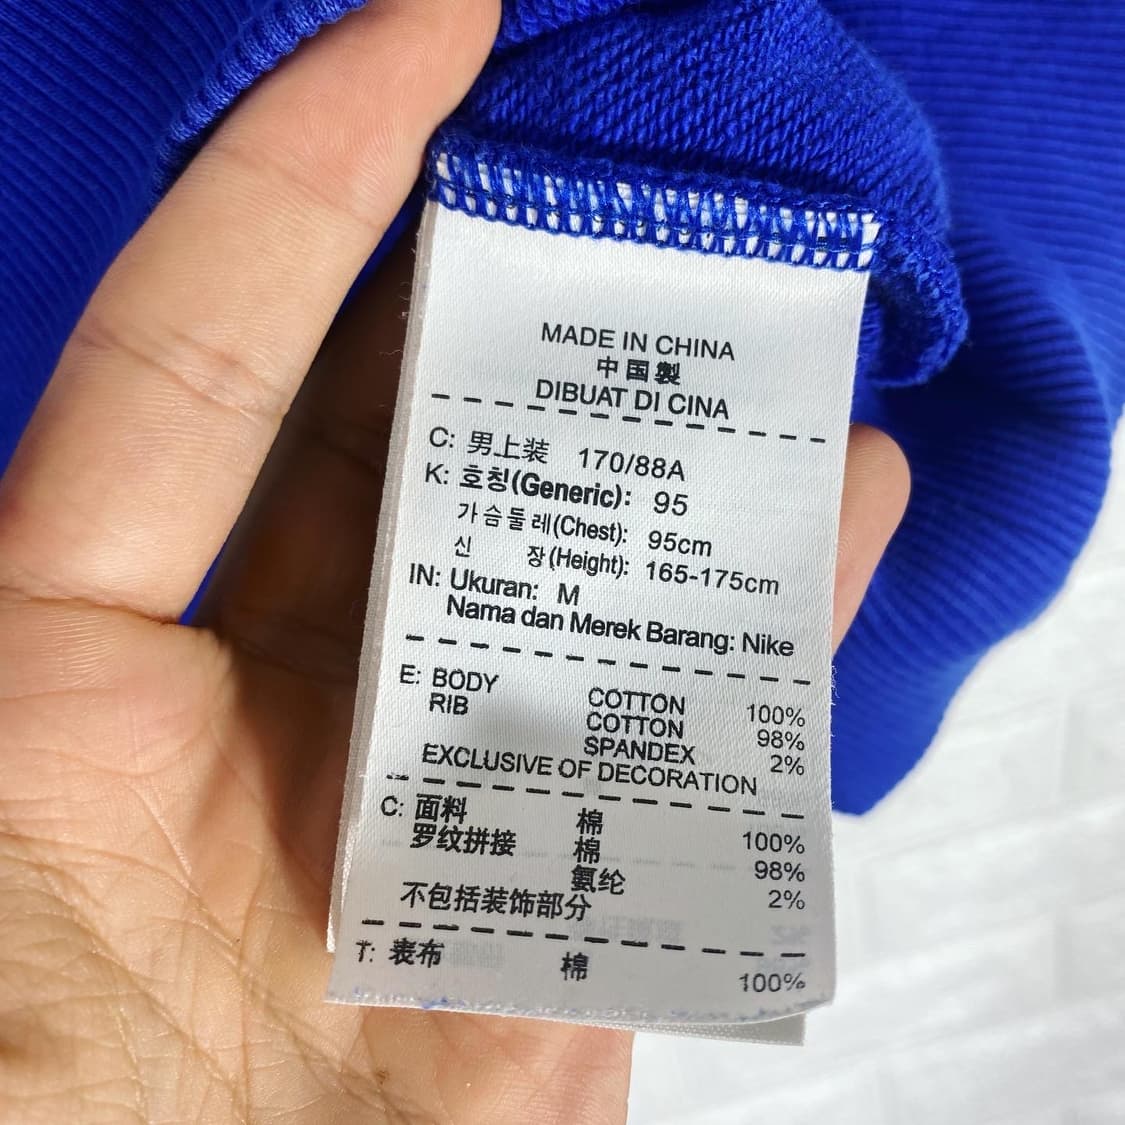 MADE IN CHINA
中国製
DIBUAT DI CINA
C: 男上装 170/88A
K: 호칭(Generic): 95
가슴둘레(Chest): 95cm
신 장(Height): 165-175cm
IN: Ukuran: M
Nama dan Merek Barang: Nike
E: BODY COTTON 100%
RIB COTTON 98%
SPANDEX 2%
EXCLUSIVE OF DECORATION
C: 面料 棉 100%
罗纹拼接 棉 98%
氨纶 2%
不包括装饰部分
T: 表布 棉 100%